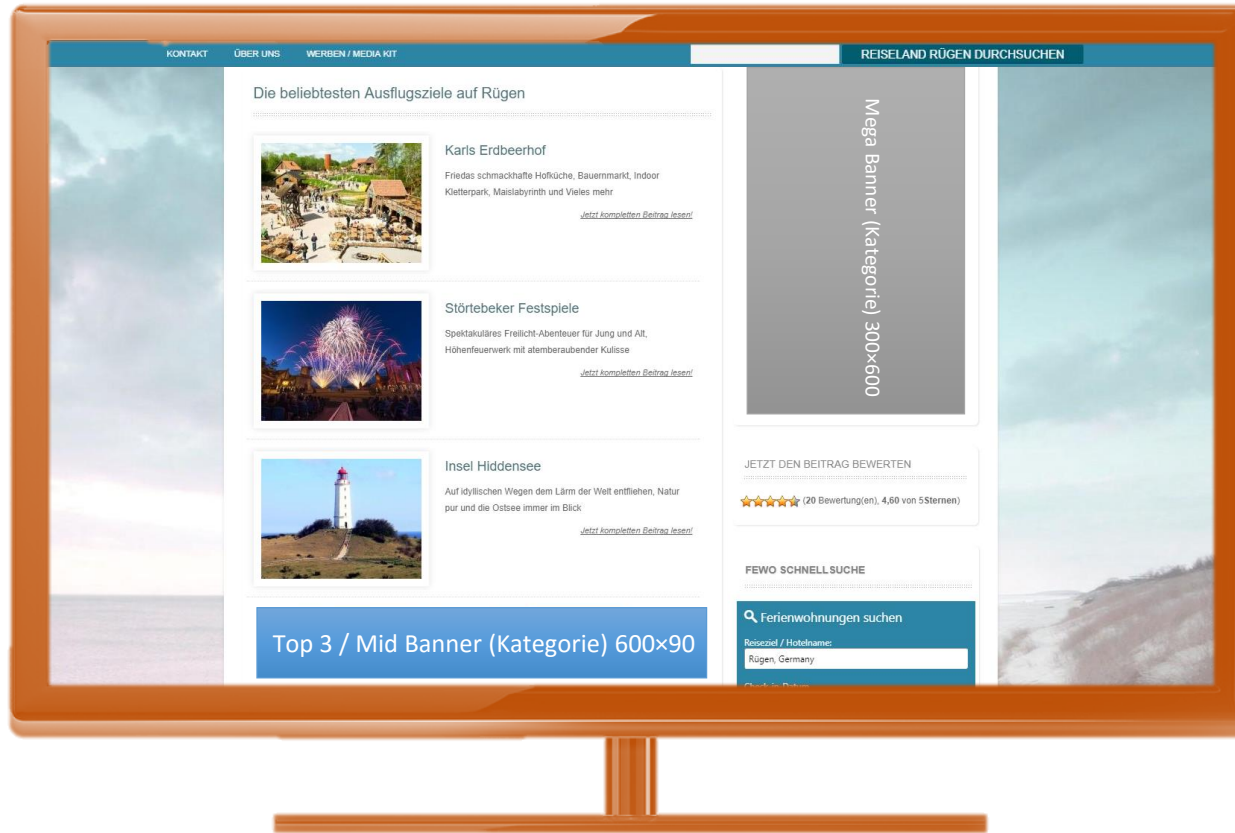 KONTAKT ÜBER UNS WERBEN / MEDIA KIT REISELAND RÜGEN DURCHSUCHEN
Die beliebtesten Ausflugsziele auf Rügen
Karls Erdbeerhof
Friedas schmackhafte Hofküche, Bauernmarkt, Indoor
Kletterpark, Maislabyrinth und Vieles mehr
Jetzt kompletten Beitrag lesen!
Störtebeker Festspiele
Spektakuläres Freilicht-Abenteuer für Jung und Alt,
Höhenfeuerwerk mit atemberaubender Kulisse
Jetzt kompletten Beitrag lesen!
Insel Hiddensee
Auf idyllischen Wegen dem Lärm der Welt entfliehen, Natur
pur und die Ostsee immer im Blick
Jetzt kompletten Beitrag lesen!
Top 3 / Mid Banner (Kategorie) 600×90
Mega Banner (Kategorie) 300×600
JETZT DEN BEITRAG BEWERTEN
(20 Bewertung(en), 4,60 von 5Sternen)
FEWO SCHNELLSUCHE
Ferienwohnungen suchen
Reiseziel / Hotelname:
Rügen, Germany
Check-in-Datum